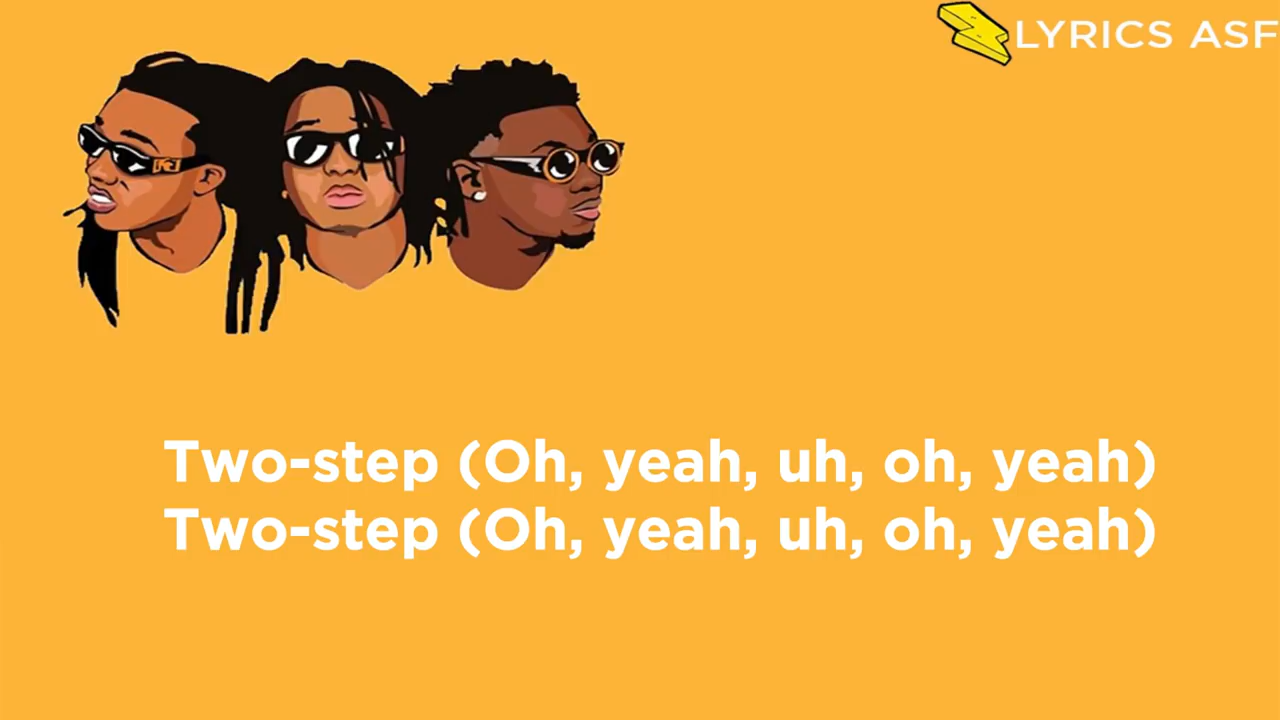 LYRICS ASF
Two-step (Oh, yeah, uh, oh, yeah)
Two-step (Oh, yeah, uh, oh, yeah)